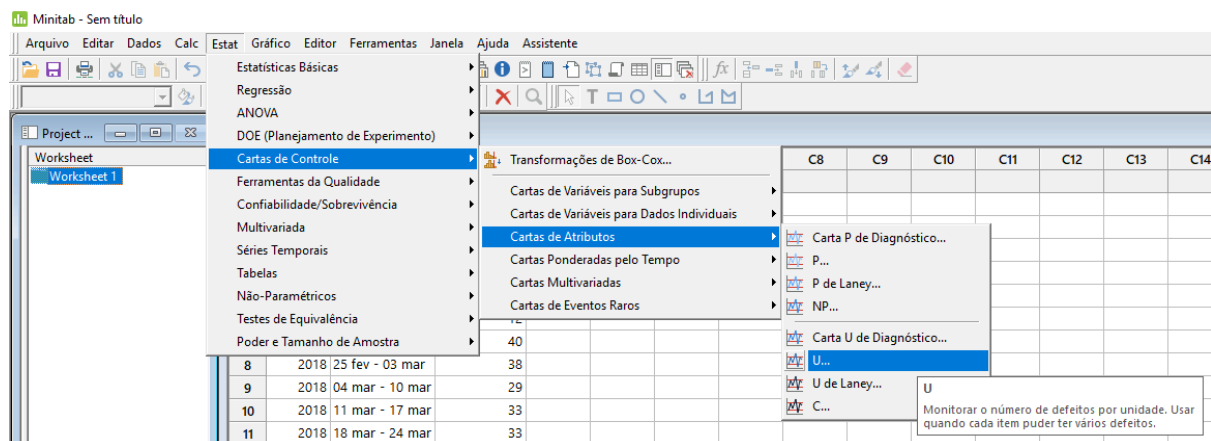 Minitab - Sem título
Arquivo Editar Dados Calc Estat Gráfico Editor Ferramentas Janela Ajuda Assistente
fx
T
Project ...
Worksheet
Worksheet 1
Estatísticas Básicas
Regressão
ANOVA
DOE (Planejamento de Experimento)
Cartas de Controle
Ferramentas da Qualidade
Confiabilidade/Sobrevivência
Multivariada
Séries Temporais
Tabelas
Não-Paramétricos
Testes de Equivalência
Poder e Tamanho de Amostra
Transformações de Box-Cox...
Cartas de Variáveis para Subgrupos
Cartas de Variáveis para Dados Individuais
Cartas de Atributos
Cartas Ponderadas pelo Tempo
Cartas Multivariadas
Cartas de Eventos Raros
Carta P de Diagnóstico...
P...
P de Laney...
NP...
Carta U de Diagnóstico...
U...
U de Laney...
C...
U
Monitorar o número de defeitos por unidade. Usar
quando cada item puder ter vários defeitos.
C8 C9 C10 C11 C12 C13 C14
40
8 2018 25 fev - 03 mar 38
9 2018 04 mar - 10 mar 29
10 2018 11 mar - 17 mar 33
11 2018 18 mar - 24 mar 33